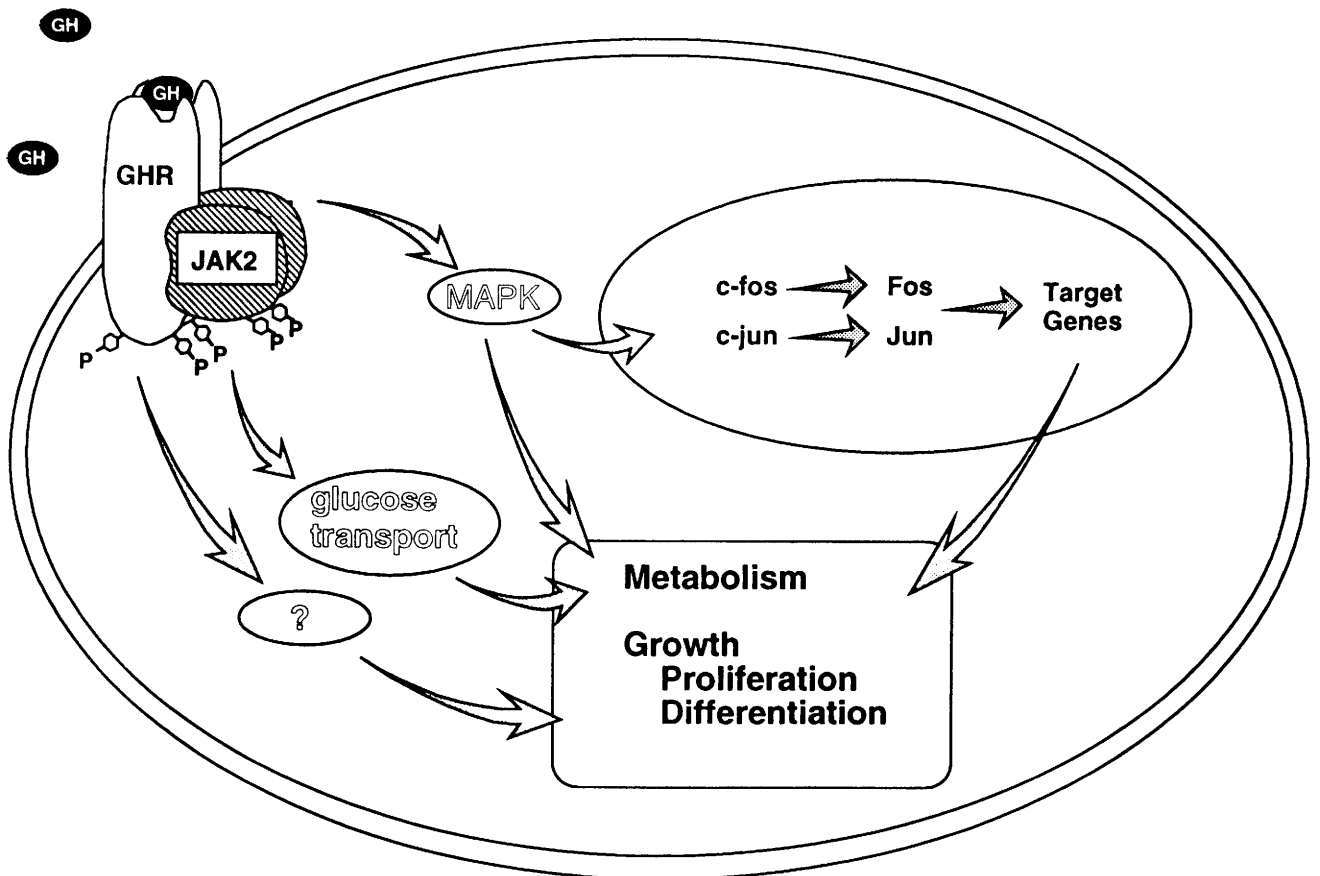 GH
GH
GH
GHR
JAK2
P
P
P
P
P
MAPK
c-fos
Fos
c-jun
Jun
Target
Genes
glucose
transport
?
Metabolism
Growth
Proliferation
Differentiation